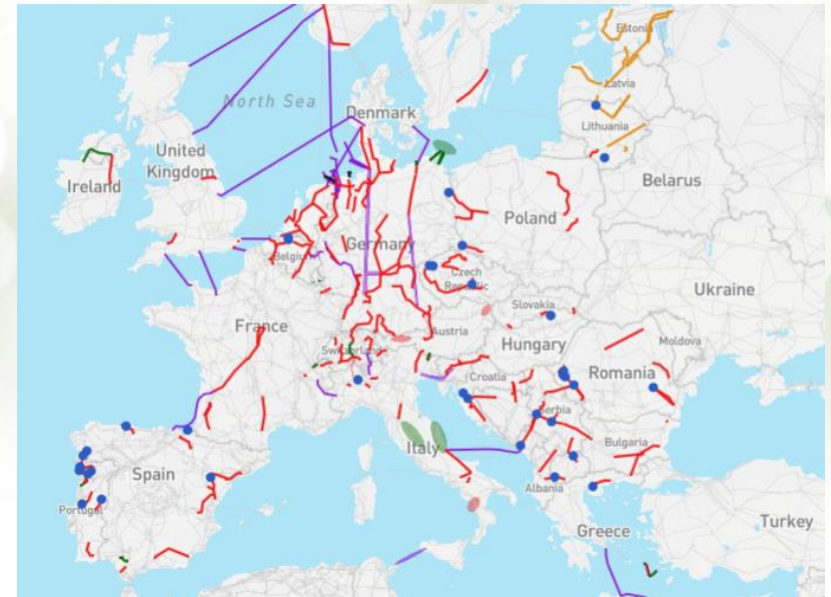 Estonia
Latvia
North Sea
Denmark
Lithuania
United
Kingdom
Ireland
Belarus
Poland
Germany
Belgium
Czech
Republic
Ukraine
Slovakia
France
Austria
Switzerland
Hungary
Moldova
Croatia
Romania
Serbia
Italy
Bulgaria
Spain
Albania
Portugal
Greece
Turkey